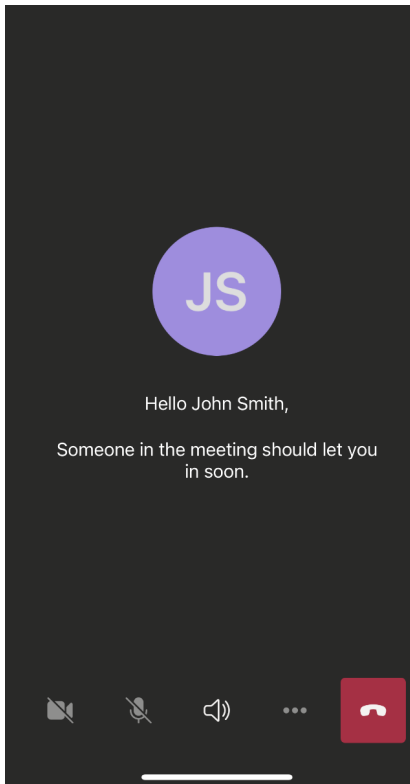 JS
Hello John Smith,
Someone in the meeting should let you
in soon.